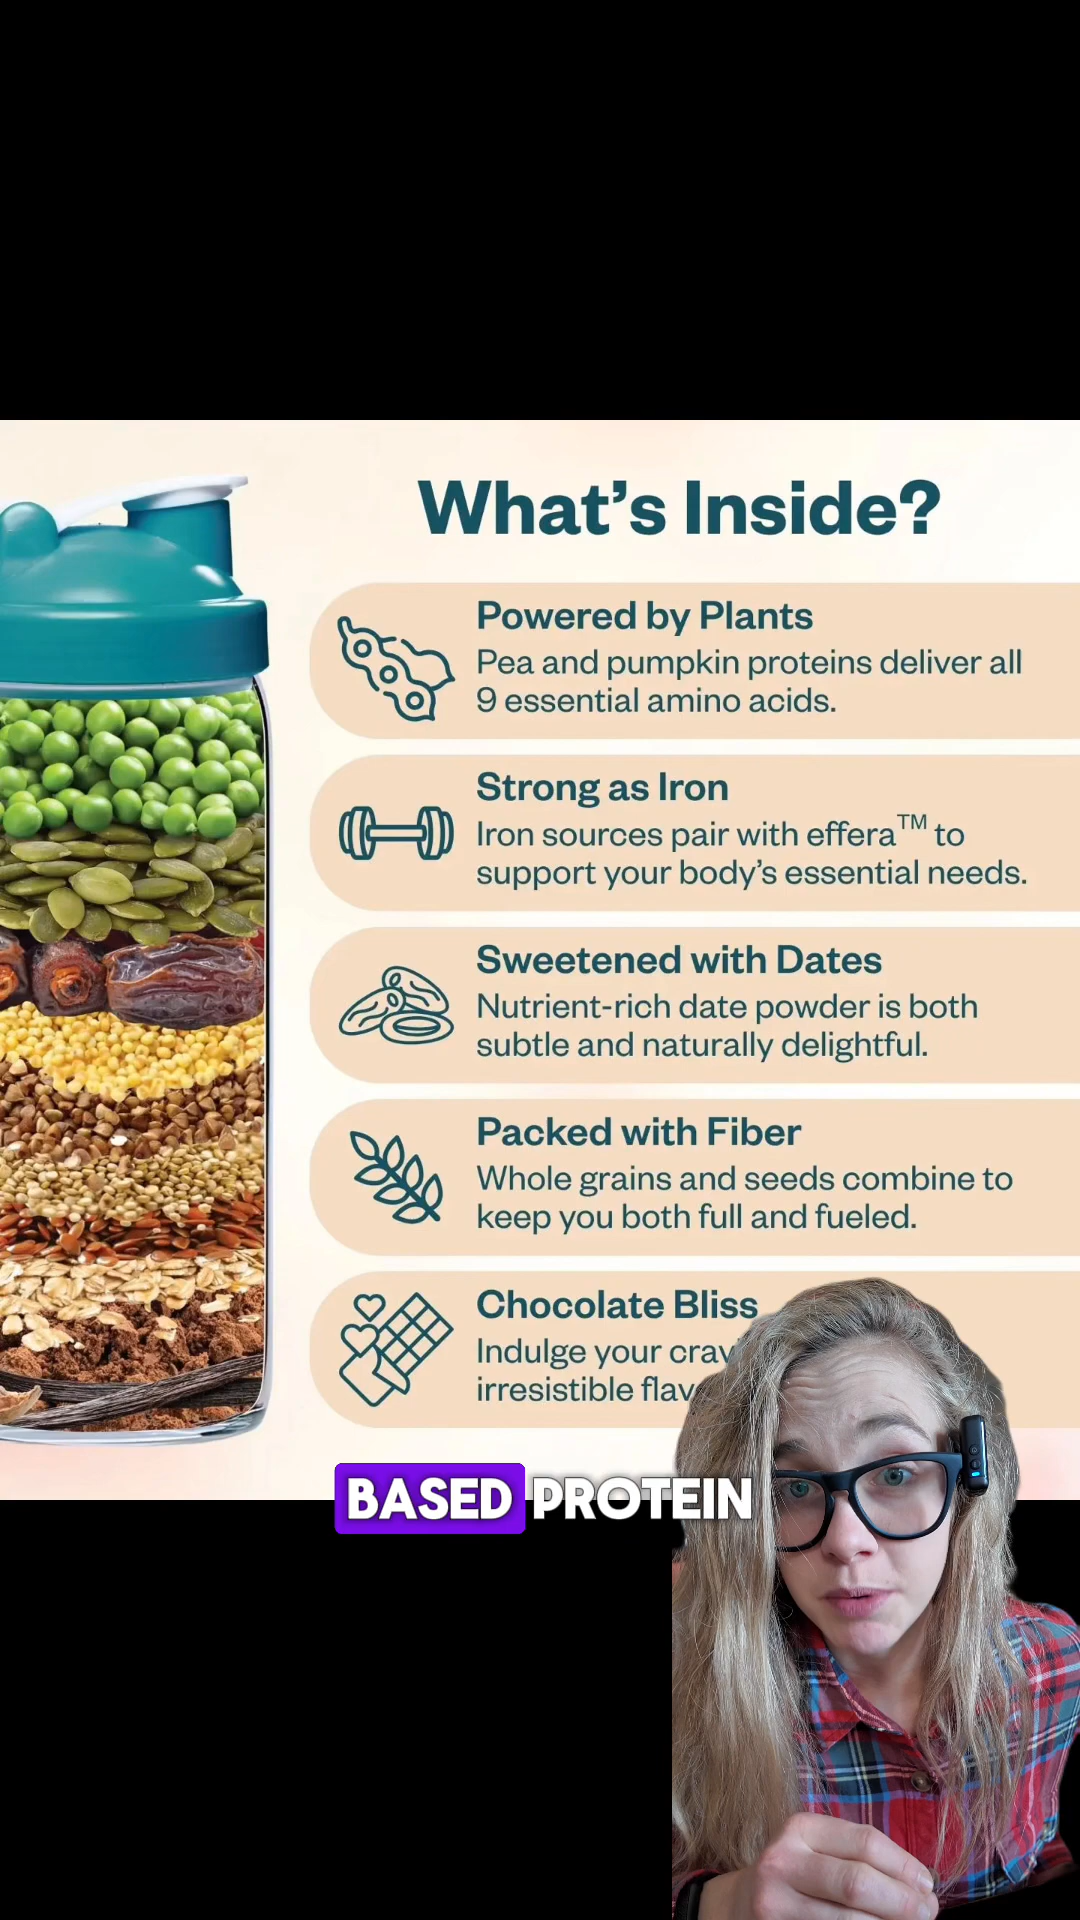 What's Inside?
Powered by Plants
Pea and pumpkin proteins deliver all
9 essential amino acids.
Strong as Iron
Iron sources pair with effera™ to
support your body's essential needs.
Sweetened with Dates
Nutrient-rich date powder is both
subtle and naturally delightful.
Packed with Fiber
Whole grains and seeds combine to
keep you both full and fueled.
Chocolate Bliss
Indulge your
irresistible
BASED PROTEIN